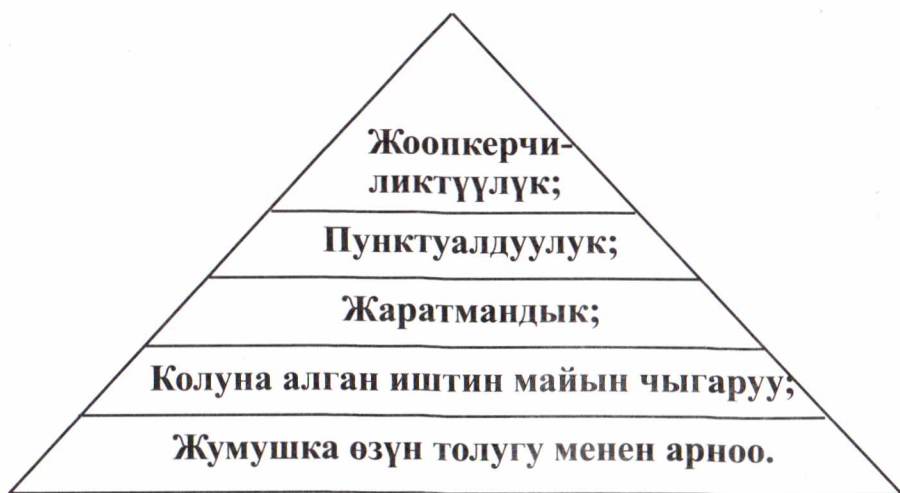 Жоопкерчи-
ликтүүлүк;
Пунктуалдуулук;
Жаратмандык;
Колуна алган иштин майын чыгаруу;
Жумушка өзүн толугу менен арноо.